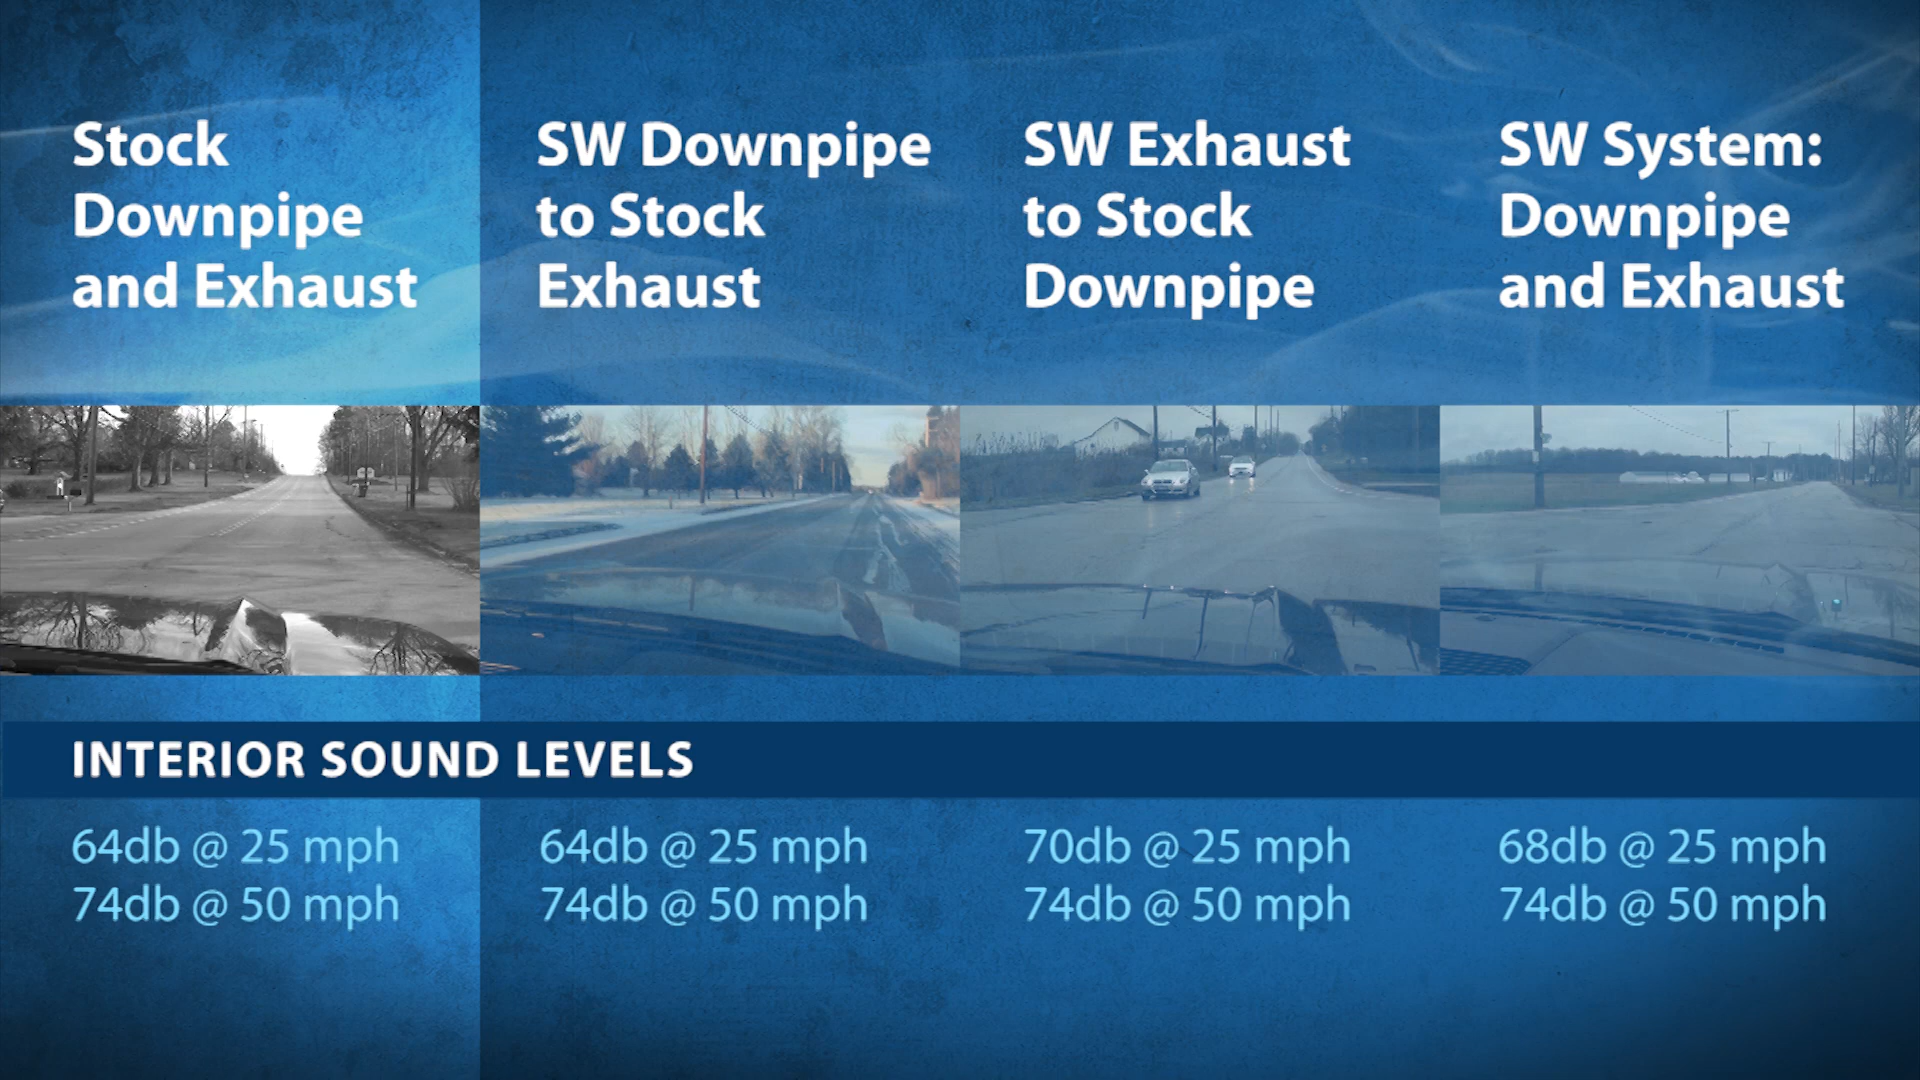 Stock
Downpipe
and Exhaust
SW Downpipe
to Stock
Exhaust
SW Exhaust
to Stock
Downpipe
SW System:
Downpipe
and Exhaust
INTERIOR SOUND LEVELS
64db @ 25 mph
74db @ 50 mph
64db @ 25 mph
74db @ 50 mph
70db @ 25 mph
74db @ 50 mph
68db @ 25 mph
74db @ 50 mph